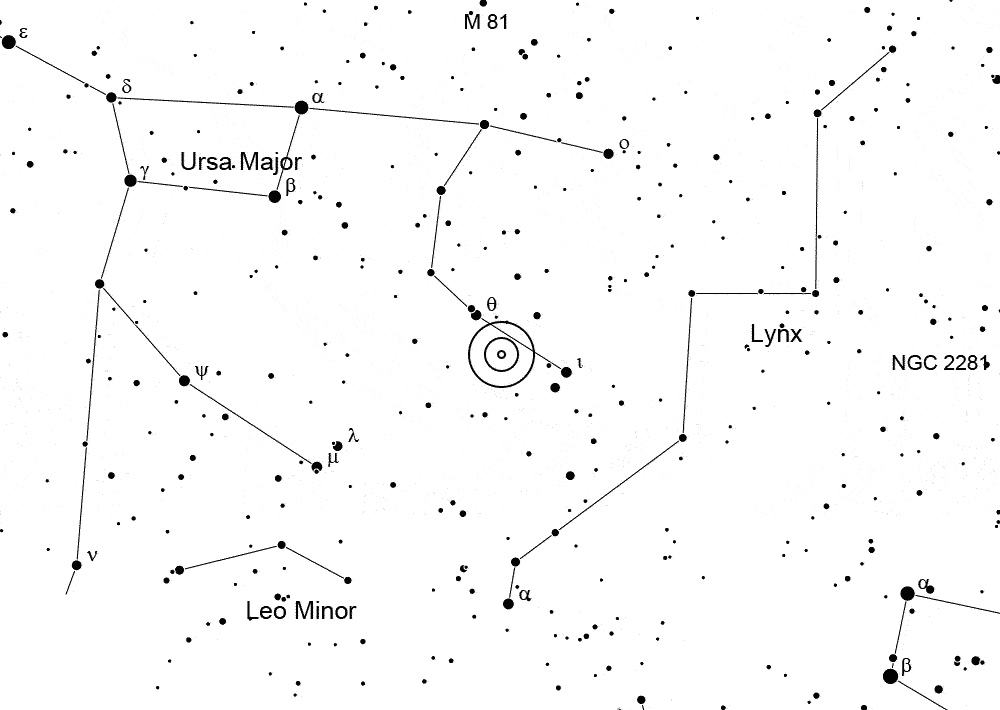 M 81
ε
δ
α
ο
γ
Ursa Major
β
θ
Lynx
ι
NGC 2281
ψ
λ
μ
ν
α
α
Leo Minor
β